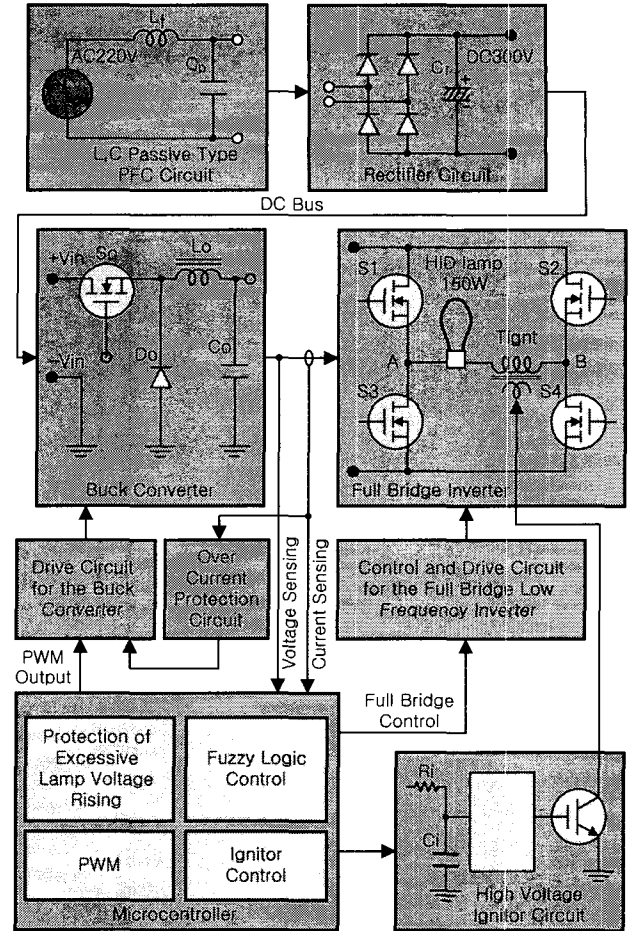 Lf
AC220V
Cp
L,C Passive Type
PFC Circuit
Cr
+
DC300V
Rectifier Circuit
DC Bus
+Vin
So
Lo
Do
Co
-Vin
Buck Converter
S1
HID lamp
150W
S2
Tignt
A
B
S3
S4
Full Bridge Inverter
Drive Circuit
for the Buck
Converter
Over
Current
Protection
Circuit
Voltage Sensing
Current Sensing
Control and Drive Circuit
for the Full Bridge Low
Frequency Inverter
PWM
Output
Full Bridge
Control
Protection of
Excessive
Lamp Voltage
Rising
Fuzzy Logic
Control
PWM
Ignitor
Control
Microcontroller
Ri
Ci
High Voltage
Ignitor Circuit